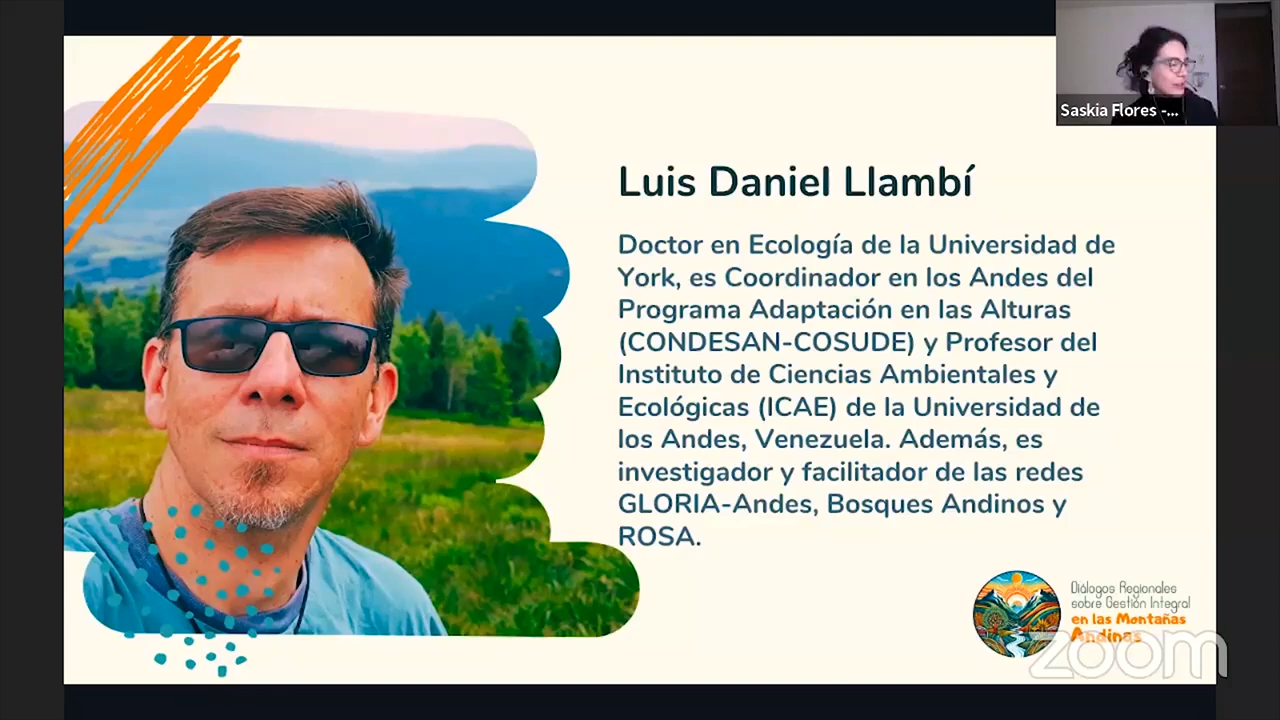 Saskia Flores -...
Luis Daniel Llambí
Doctor en Ecología de la Universidad de
York, es Coordinador en los Andes del
Programa Adaptación en las Alturas
(CONDESAN-COSUDE) y Profesor del
Instituto de Ciencias Ambientales y
Ecológicas (ICAE) de la Universidad de
los Andes, Venezuela. Además, es
investigador y facilitador de las redes
GLORIA-Andes, Bosques Andinos y
ROSA.
Diálogos Regionales
sobre Gestión Integral
en las Montañas
Andinas
zoom